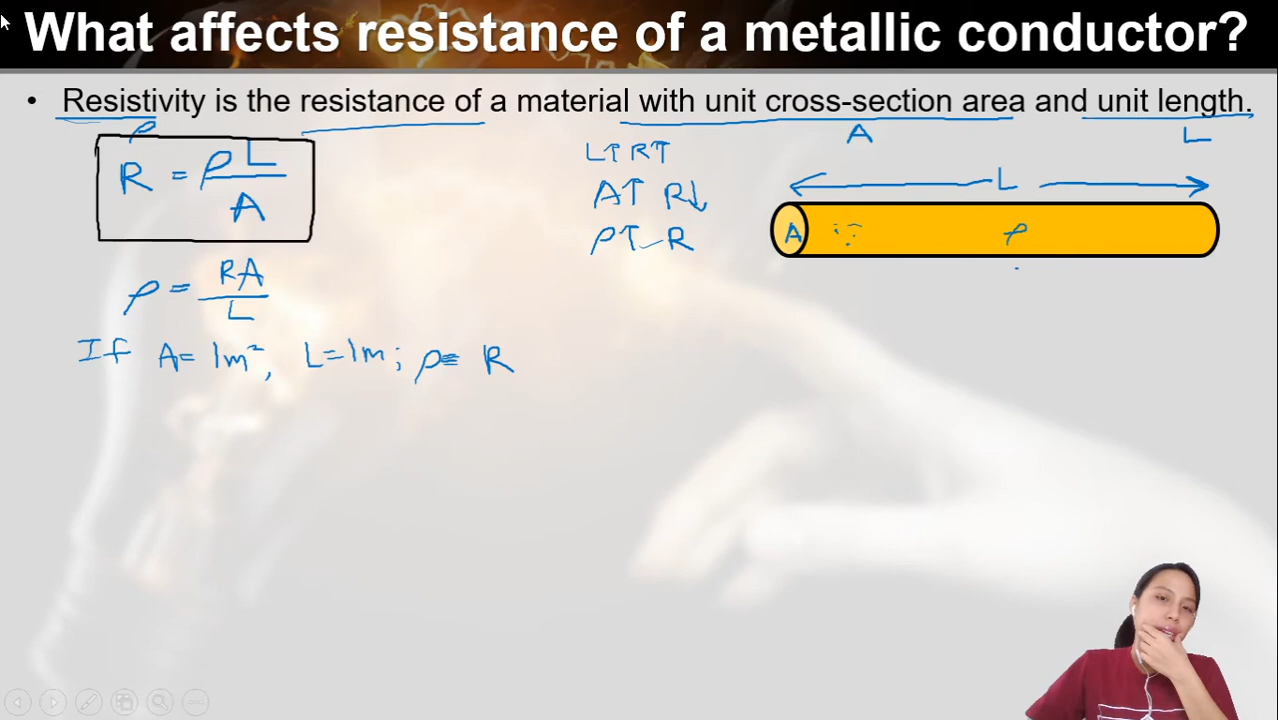 What affects resistance of a metallic conductor?
• Resistivity is the resistance of a material with unit cross-section area and unit length.
ρ A L
R = ρL/A
L↑ R↑
A↑ R↓
ρ↑ R
L
A ρ
ρ = RA/L
If A = 1m², L = 1m; ρ = R